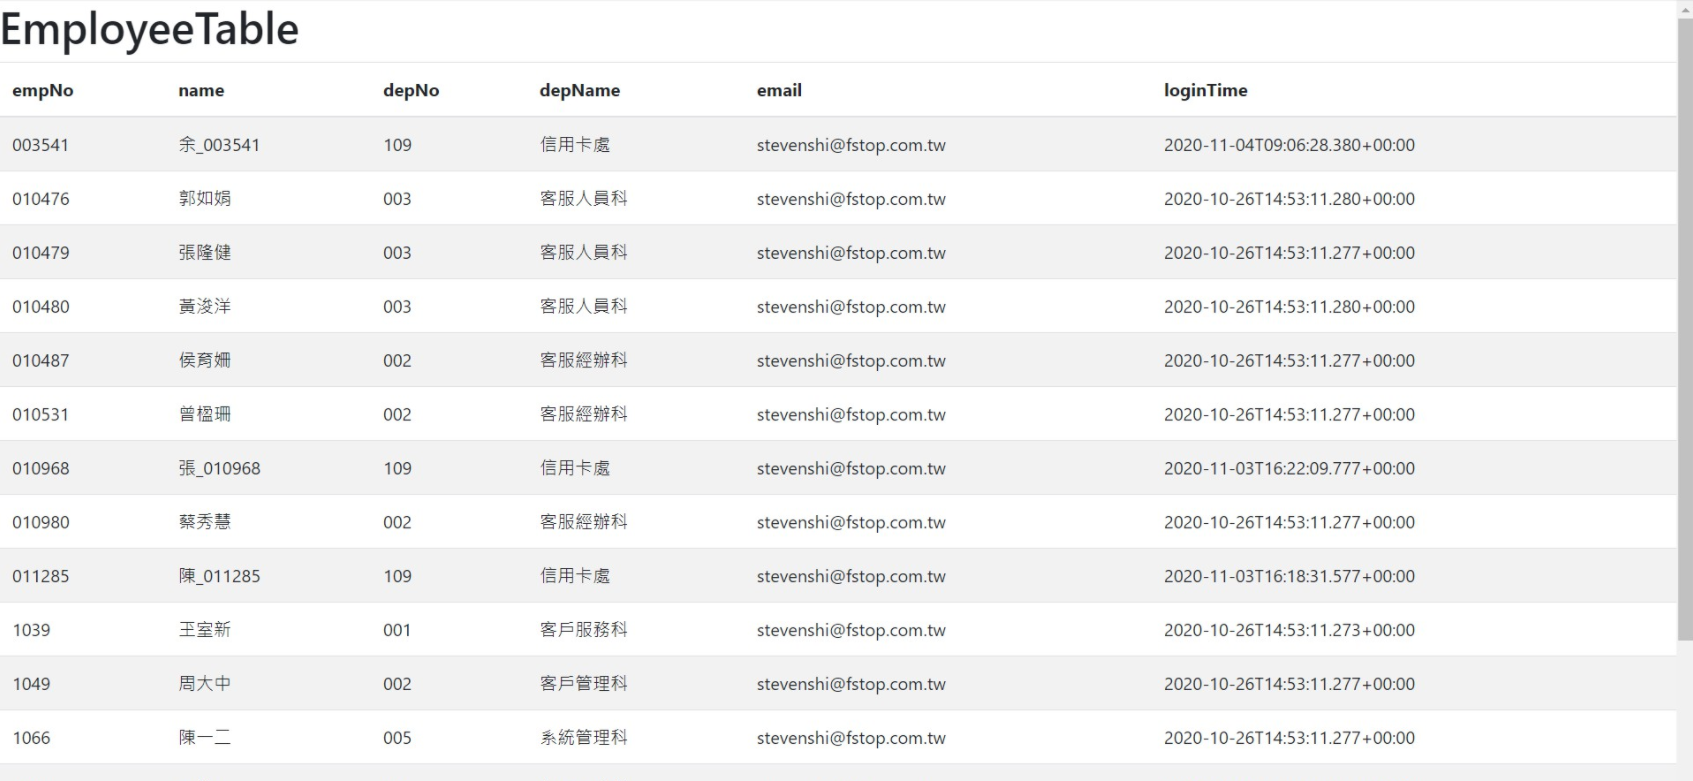 EmployeeTable
empNo name depNo depName email loginTime
003541 余_003541 109 信用卡處 stevenshi@fstop.com.tw 2020-11-04T09:06:28.380+00:00
010476 郭如娟 003 客服人員科 stevenshi@fstop.com.tw 2020-10-26T14:53:11.280+00:00
010479 張隆健 003 客服人員科 stevenshi@fstop.com.tw 2020-10-26T14:53:11.277+00:00
010480 黃浚洋 003 客服人員科 stevenshi@fstop.com.tw 2020-10-26T14:53:11.280+00:00
010487 侯育姍 002 客服經辦科 stevenshi@fstop.com.tw 2020-10-26T14:53:11.277+00:00
010531 曾楹珊 002 客服經辦科 stevenshi@fstop.com.tw 2020-10-26T14:53:11.277+00:00
010968 張_010968 109 信用卡處 stevenshi@fstop.com.tw 2020-11-03T16:22:09.777+00:00
010980 蔡秀慧 002 客服經辦科 stevenshi@fstop.com.tw 2020-10-26T14:53:11.277+00:00
011285 陳_011285 109 信用卡處 stevenshi@fstop.com.tw 2020-11-03T16:18:31.577+00:00
1039 王室新 001 客戶服務科 stevenshi@fstop.com.tw 2020-10-26T14:53:11.273+00:00
1049 周大中 002 客戶管理科 stevenshi@fstop.com.tw 2020-10-26T14:53:11.277+00:00
1066 陳一二 005 系統管理科 stevenshi@fstop.com.tw 2020-10-26T14:53:11.277+00:00